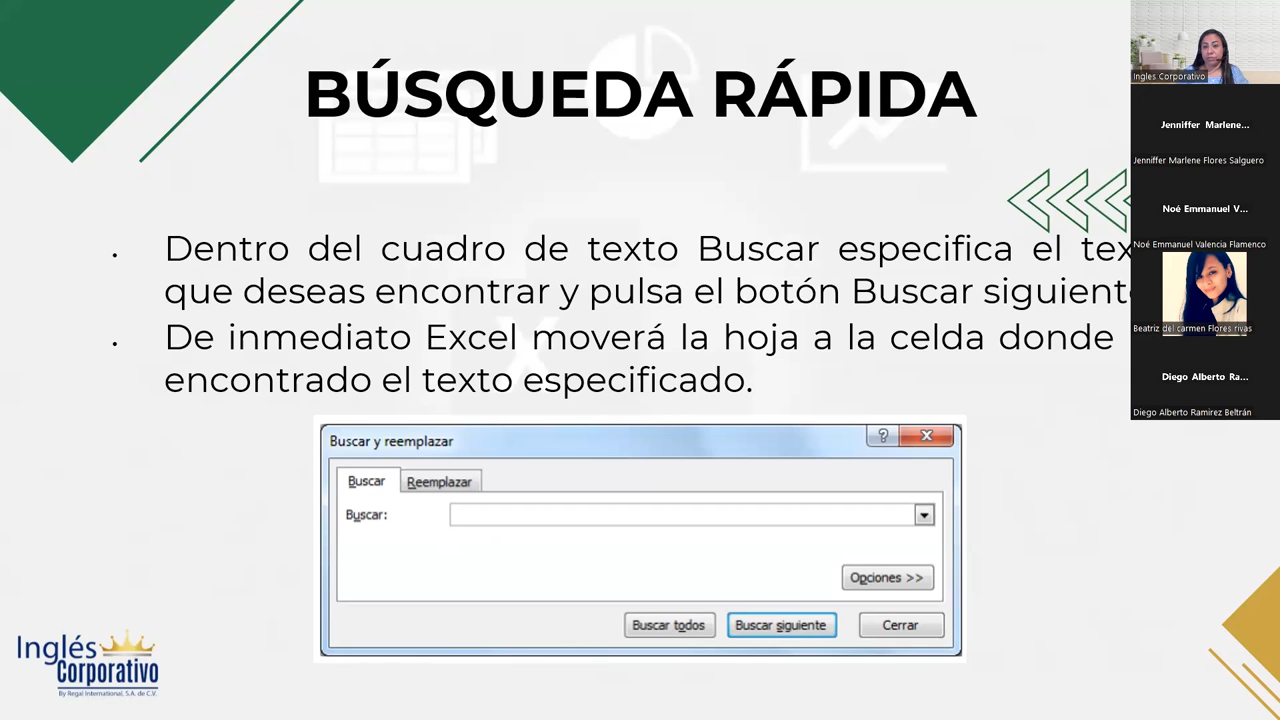 BÚSQUEDA RÁPIDA
• Dentro del cuadro de texto Buscar especifica el
que deseas encontrar y pulsa el botón Buscar
• De inmediato Excel moverá la hoja a la celda donde
encontrado el texto especificado.
Buscar y reemplazar
?
Buscar
Reemplazar
Buscar:
Opciones >>
Buscar todos
Buscar siguiente
Cerrar
Inglés
Corporativo
By Regal International, S.A. de C.V.
Ingles Corporativo
Jenniffer Marlene...
Jenniffer Marlene Flores Salguero
Noé Emmanuel V...
Noé Emmanuel Valencia Flamenco
Beatriz del carmen Flores rivas
Diego Alberto Ra...
Diego Alberto Ramirez Beltrán